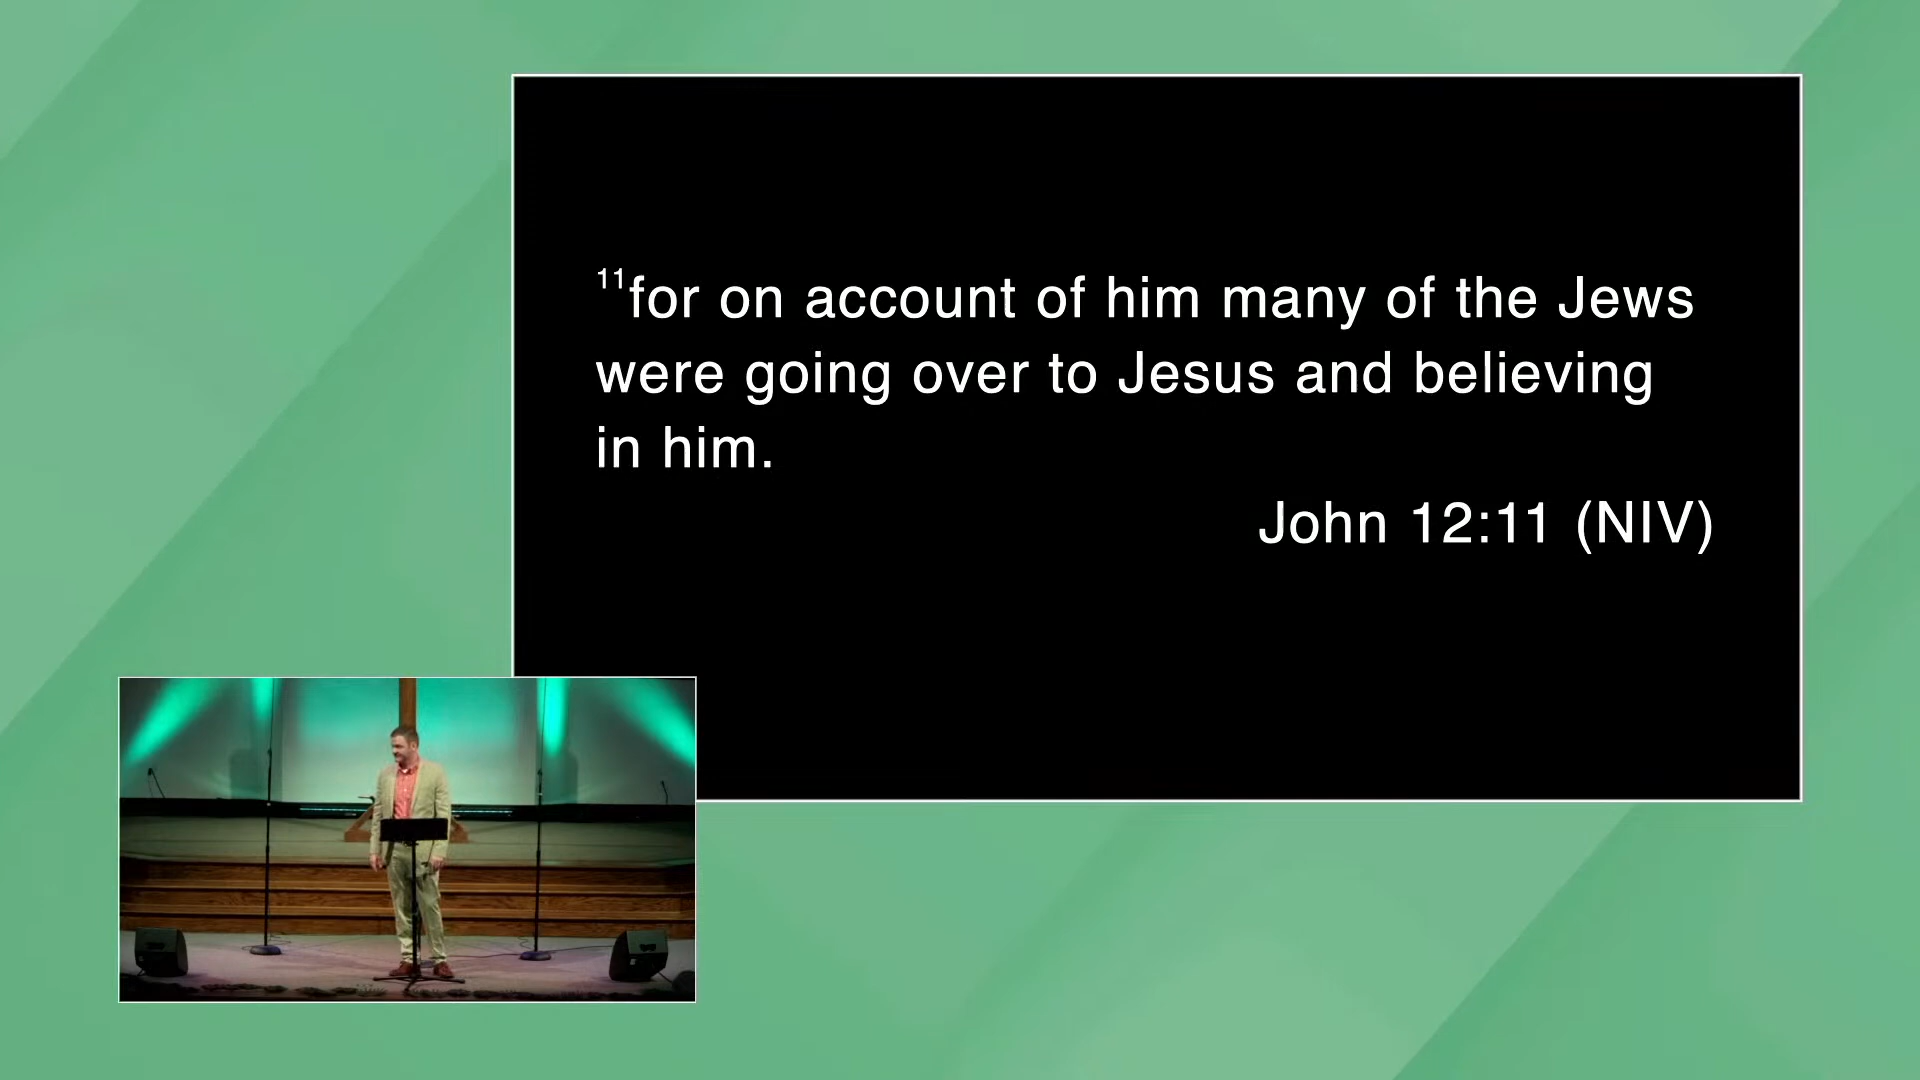 11for on account of him many of the Jews
were going over to Jesus and believing
in him.
John 12:11 (NIV)